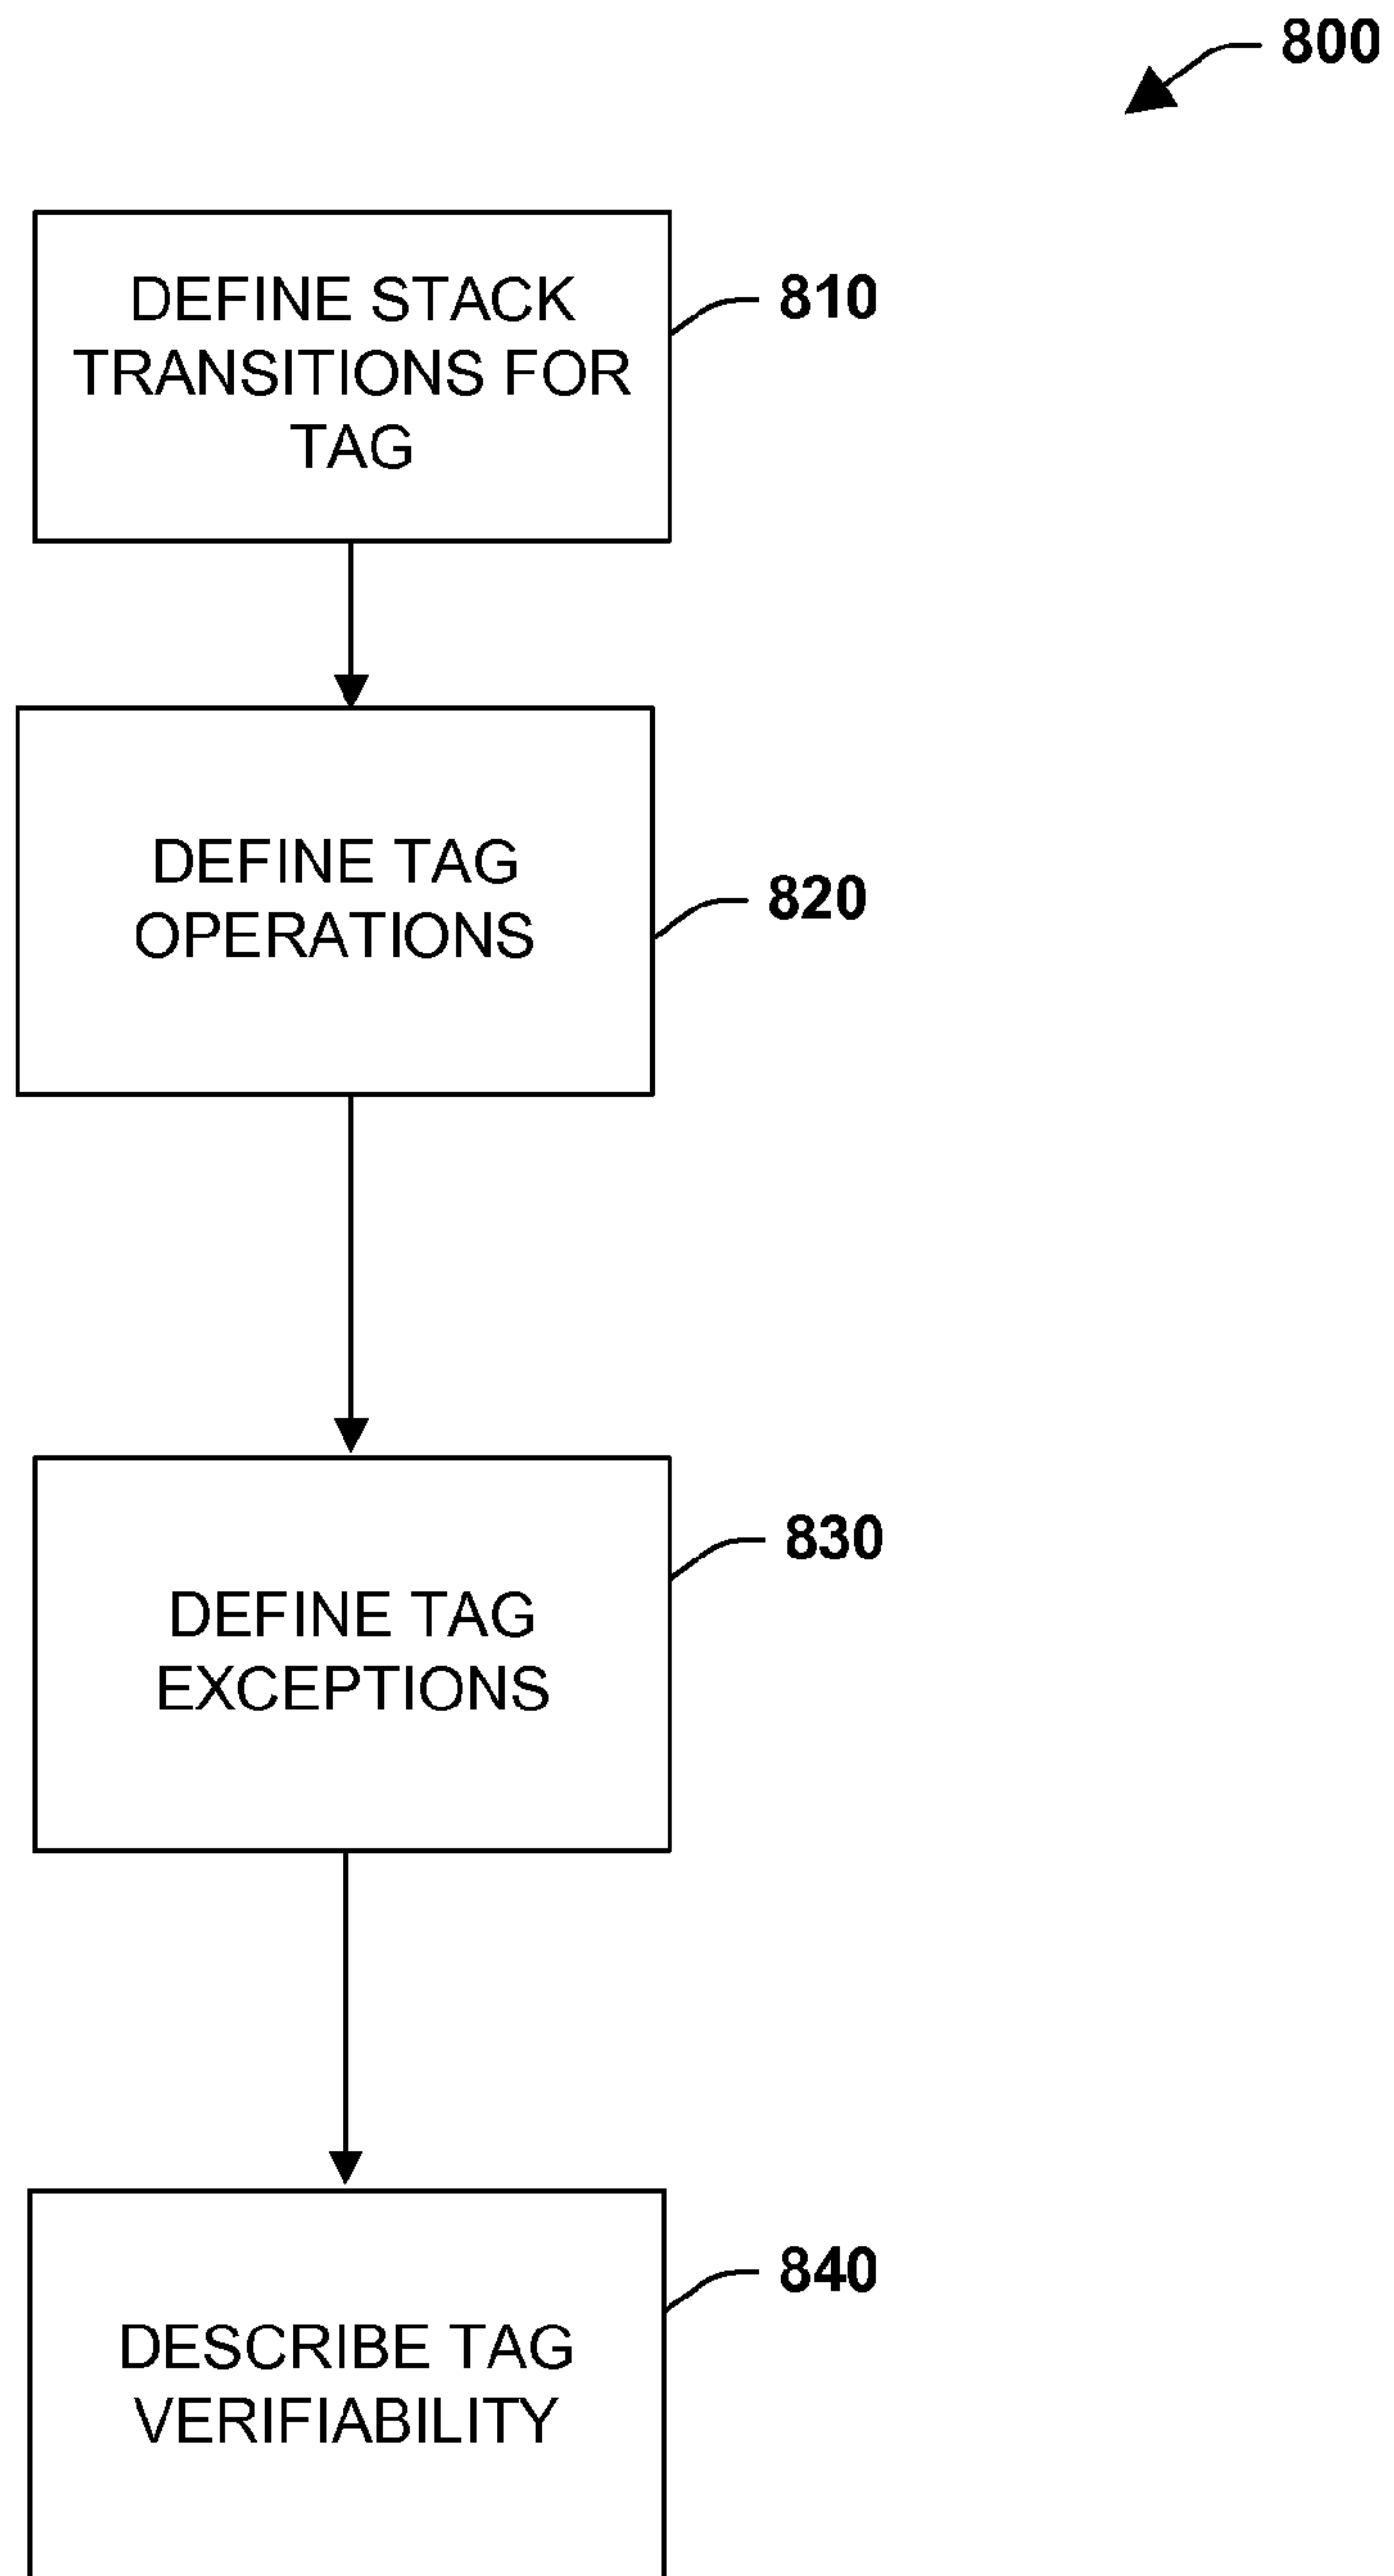 800
DEFINE STACK
TRANSITIONS FOR
TAG
810
DEFINE TAG
OPERATIONS
820
DEFINE TAG
EXCEPTIONS
830
DESCRIBE TAG
VERIFIABILITY
840